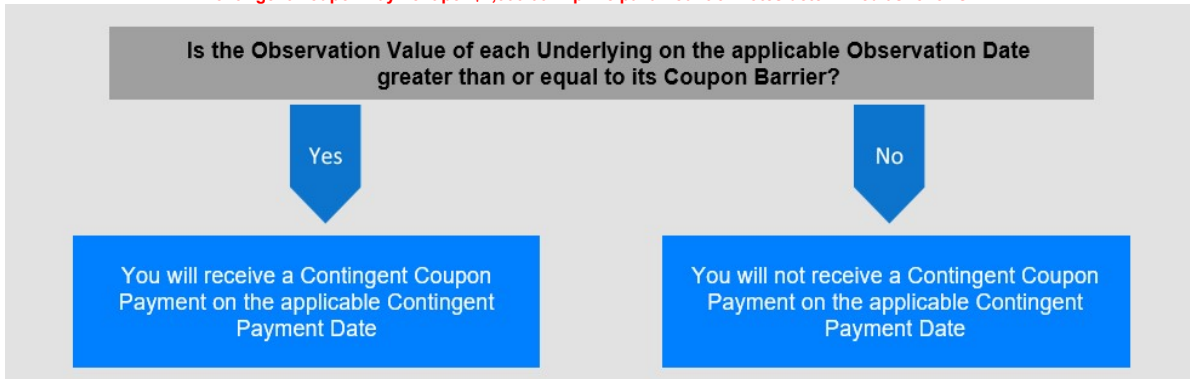 Is the Observation Value of each Underlying on the applicable Observation Date
greater than or equal to its Coupon Barrier?
Yes
No
You will receive a Contingent Coupon
Payment on the applicable Contingent
Payment Date
You will not receive a Contingent Coupon
Payment on the applicable Contingent
Payment Date